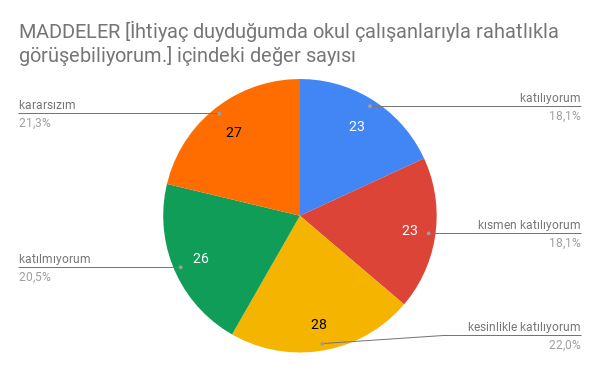 MADDELER [İhtiyaç duyduğumda okul çalışanlarıyla rahatlıkla
görüşebiliyorum.] içindeki değer sayısı
katılıyorum
18,1%
23
kısmen katılıyorum
18,1%
23
kesinlikle katılıyorum
22,0%
28
katılmıyorum
20,5%
26
kararsızım
21,3%
27